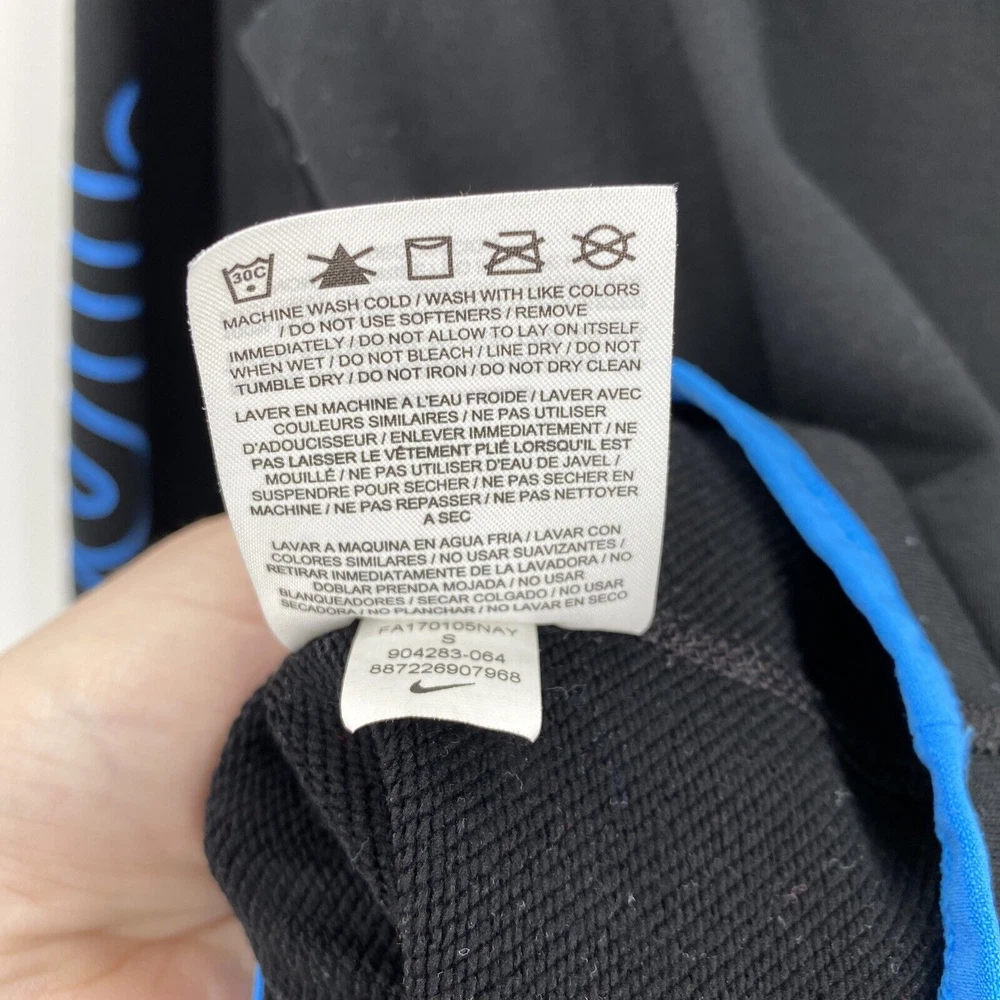 30C
MACHINE WASH COLD / WASH WITH LIKE COLORS
/ DO NOT USE SOFTENERS / REMOVE
IMMEDIATELY / DO NOT ALLOW TO LAY ON ITSELF
WHEN WET / DO NOT BLEACH / LINE DRY / DO NOT
TUMBLE DRY / DO NOT IRON / DO NOT DRY CLEAN
LAVER EN MACHINE A L'EAU FROIDE / LAVER AVEC
COULEURS SIMILAIRES / NE PAS UTILISER
D'ADOUCISSEUR / ENLEVER IMMEDIATEMENT / NE
PAS LAISSER LE VÊTEMENT PLIÉ LORSQU'IL EST
MOUILLÉ / NE PAS UTILISER D'EAU DE JAVEL /
SUSPENDRE POUR SECHER / NE PAS SECHER EN
MACHINE / NE PAS REPASSER / NE PAS NETTOYER
A SEC
LAVAR A MAQUINA EN AGUA FRIA / LAVAR CON
COLORES SIMILARES / NO USAR SUAVIZANTES /
RETIRAR INMEDIATAMENTE DE LA LAVADORA / NO
DOBLAR PRENDA MOJADA / NO USAR
BLANQUEADORES / SECAR COLGADO / NO USAR
SECADORA / NO PLANCHAR / NO LAVAR EN SECO
FA170105NAY
S
904283-064
887226907968